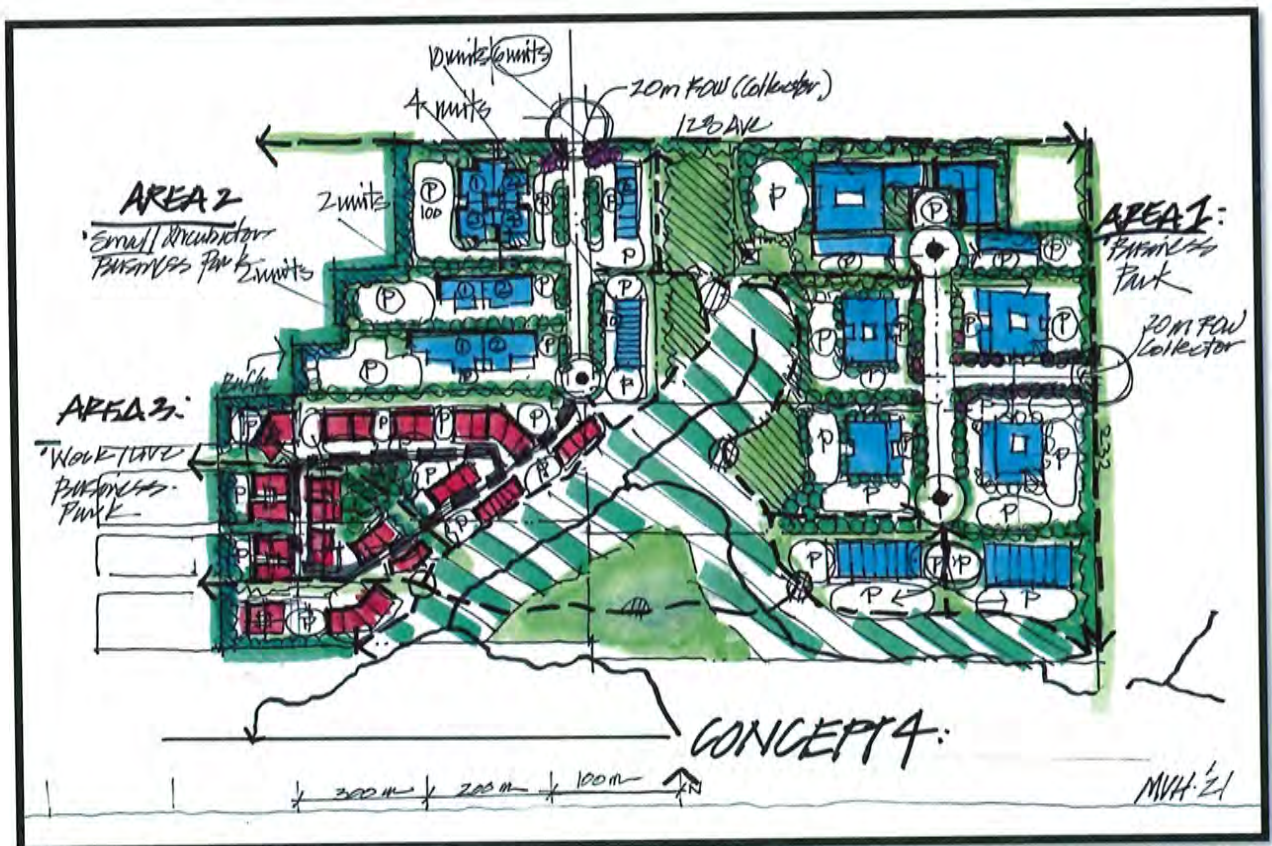 10 units
6 units
4 units
20m ROW (Collector)
128 AVE
AREA 2
Small Incubator
Business Park
2 units
2 units
P
100
AREA 1:
Business
Park
20m ROW
Collector
232
AREA 3:
Work/Live
Business
Park
CONCEPT 4:
300m
200m
100m
N
MVH '21